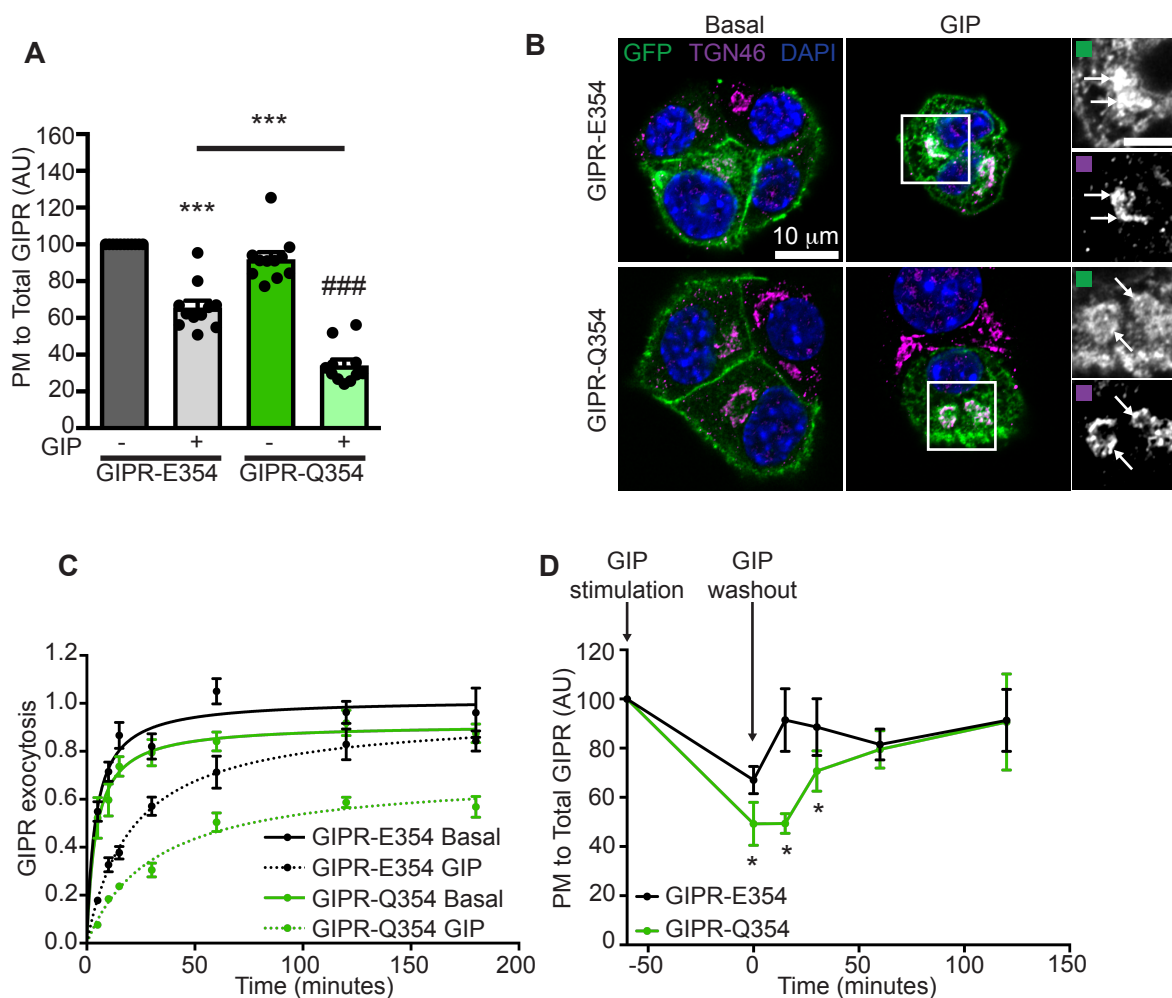 A
PM to Total GIPR (AU)
160
140
120
100
80
60
40
20
0
***
***
###
GIP
- + - +
GIPR-E354 GIPR-Q354
B
Basal GIP
GFP TGN46 DAPI
GIPR-E354
10 μm
GIPR-Q354
C
GIPR exocytosis
1.2
1.0
0.8
0.6
0.4
0.2
0.0
GIPR-E354 Basal
GIPR-E354 GIP
GIPR-Q354 Basal
GIPR-Q354 GIP
0 50 100 150 200
Time (minutes)
D
GIP stimulation
GIP washout
PM to Total GIPR (AU)
120
100
80
60
40
20
0
* * *
GIPR-E354
GIPR-Q354
-50 0 50 100 150
Time (minutes)